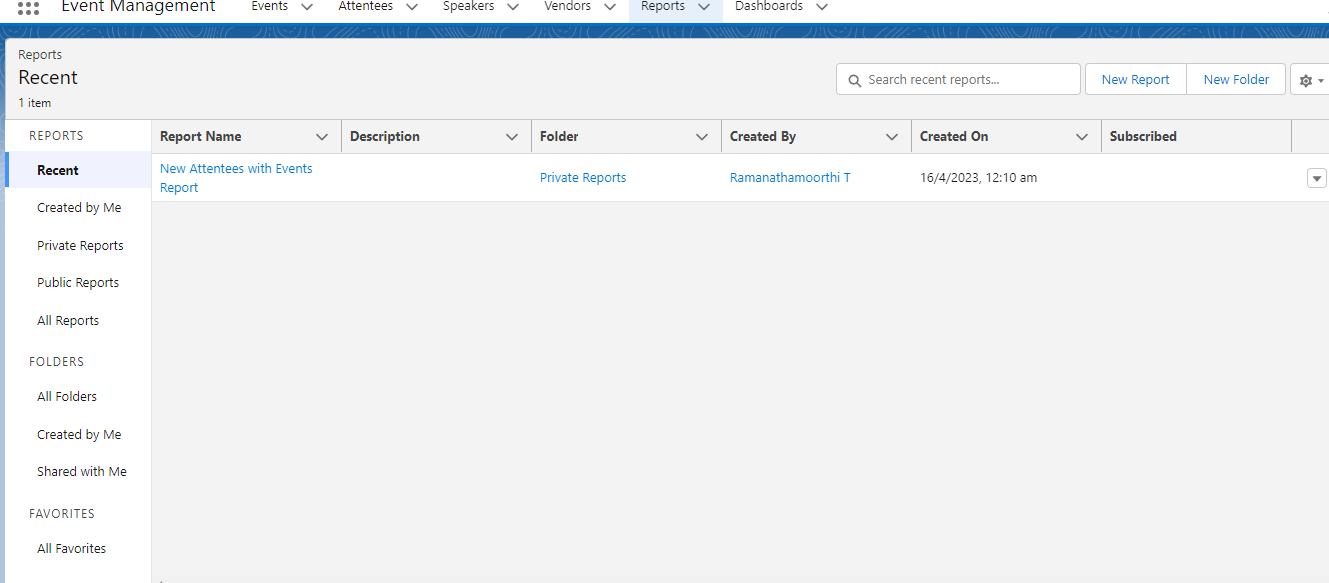 Event Management Events Attentees Speakers Vendors Reports Dashboards
Reports
Recent
1 item
Search recent reports...
New Report
New Folder
REPORTS
Recent
Created by Me
Private Reports
Public Reports
All Reports
FOLDERS
All Folders
Created by Me
Shared with Me
FAVORITES
All Favorites
Report Name Description Folder Created By Created On Subscribed
New Attentees with Events
Report
Private Reports Ramanathamoorthi T 16/4/2023, 12:10 am